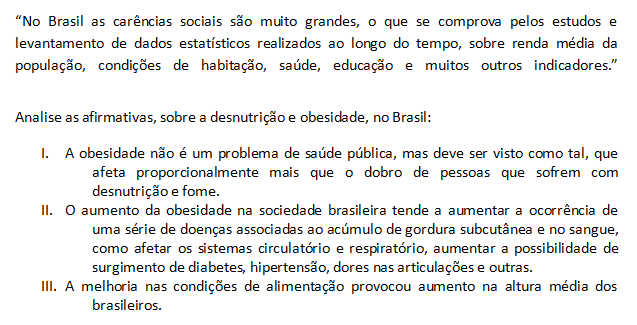 “No Brasil as carências sociais são muito grandes, o que se comprova pelos estudos e
levantamento de dados estatísticos realizados ao longo do tempo, sobre renda média da
população, condições de habitação, saúde, educação e muitos outros indicadores.”
Analise as afirmativas, sobre a desnutrição e obesidade, no Brasil:
I. A obesidade não é um problema de saúde pública, mas deve ser visto como tal, que
afeta proporcionalmente mais que o dobro de pessoas que sofrem com
desnutrição e fome.
II. O aumento da obesidade na sociedade brasileira tende a aumentar a ocorrência de
uma série de doenças associadas ao acúmulo de gordura subcutânea e no sangue,
como afetar os sistemas circulatório e respiratório, aumentar a possibilidade de
surgimento de diabetes, hipertensão, dores nas articulações e outras.
III. A melhoria nas condições de alimentação provocou aumento na altura média dos
brasileiros.